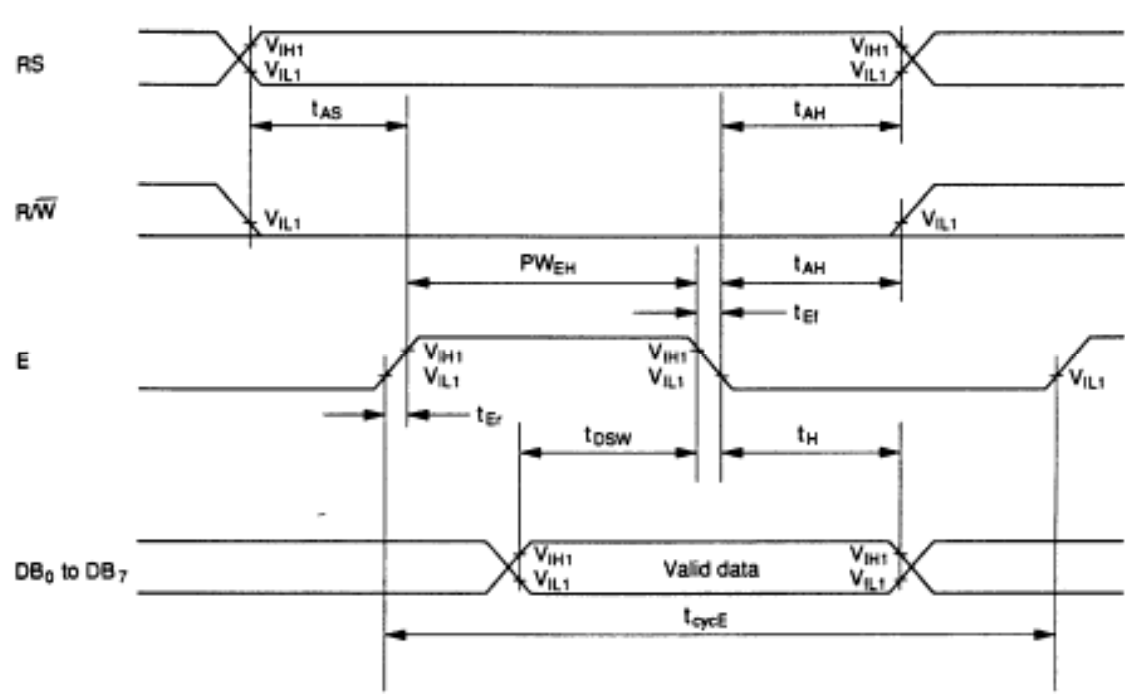 RS
VIH1
VIL1
VIH1
VIL1
tAS
tAH
R/W̅
VIL1
VIL1
PWEH
tAH
tEf
E
VIH1
VIL1
VIH1
VIL1
VIL1
tEr
tDSW
tH
DB0 to DB7
VIH1
VIL1
Valid data
VIH1
VIL1
tcycE